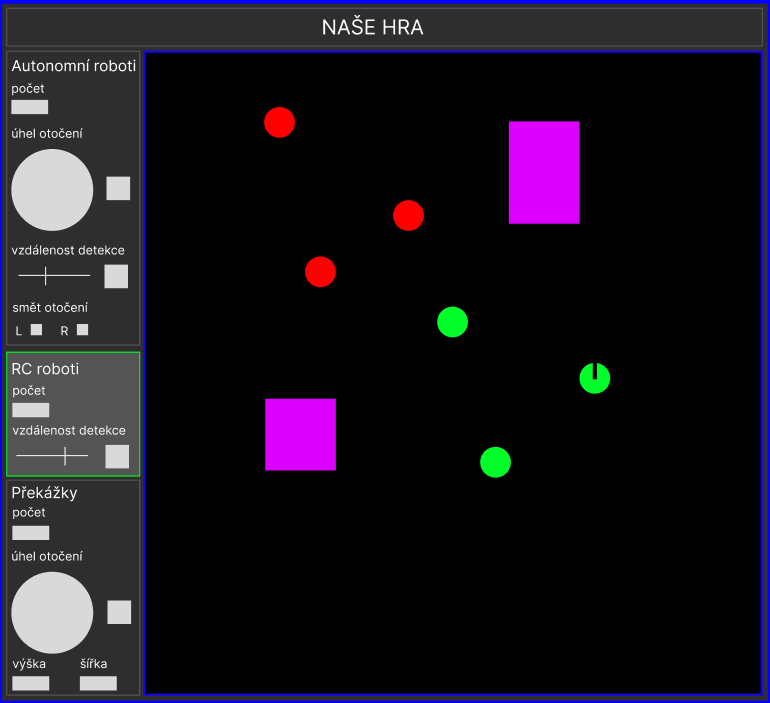 NAŠE HRA
Autonomní roboti
počet
úhel otočení
vzdálenost detekce
smět otočení
L R
RC roboti
počet
vzdálenost detekce
Překážky
počet
úhel otočení
výška šířka